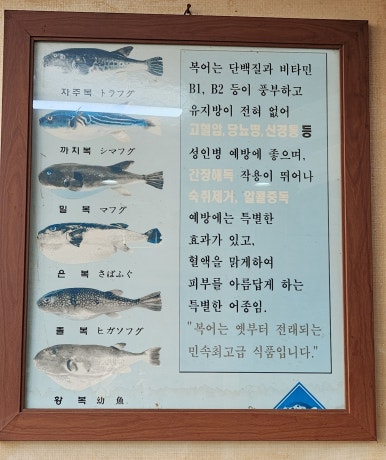 자주복 トラフグ
까치복 シマフグ
밀 복 マフグ
은 복 さばふぐ
졸 복 ヒガソフグ
황 복 幼 魚
복어는 단백질과 비타민
B1, B2 등이 풍부하고
유지방이 전혀 없어
고혈압, 당뇨병, 신경통 등
성인병 예방에 좋으며,
간장해독 작용이 뛰어나
숙취제거, 알콜중독
예방에는 특별한
효과가 있고,
혈액을 맑게하여
피부를 아름답게 하는
특별한 어종임.
"복어는 옛부터 전래되는
민속최고급 식품입니다."